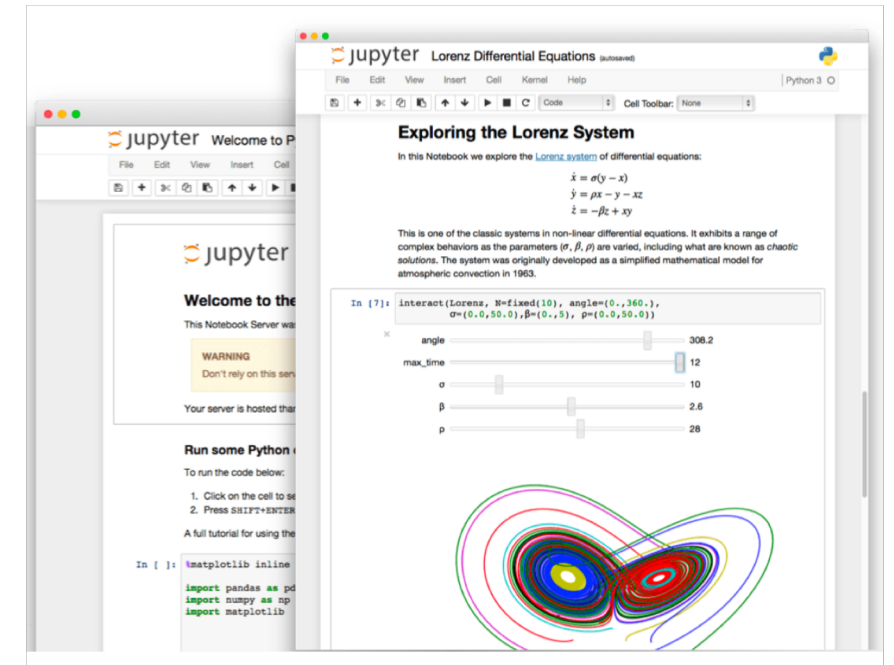 jupyter Lorenz Differential Equations (autosaved)
File Edit View Insert Cell Kernel Help Python 3
Code Cell Toolbar: None
Exploring the Lorenz System
In this Notebook we explore the Lorenz system of differential equations:
ẋ = σ(y − x)
ẏ = ρx − y − xz
ż = −βz + xy
This is one of the classic systems in non-linear differential equations. It exhibits a range of
complex behaviors as the parameters (σ, β, ρ) are varied, including what are known as chaotic
solutions. The system was originally developed as a simplified mathematical model for
atmospheric convection in 1963.
In [7]: interact(Lorenz, N=fixed(10), angle=(0.,360.),
σ=(0.0,50.0),β=(0.,5), ρ=(0.0,50.0))
angle 308.2
max_time 12
σ 10
β 2.6
ρ 28
jupyter Welcome to P
File Edit View Insert Cell
jupyter
Welcome to the
This Notebook Server was
WARNING
Don't rely on this serv
Your server is hosted than
Run some Python
To run the code below:
1. Click on the cell to se
2. Press SHIFT+ENTER
A full tutorial for using the
In [ ]: %matplotlib inline
import pandas as pd
import numpy as np
import matplotlib